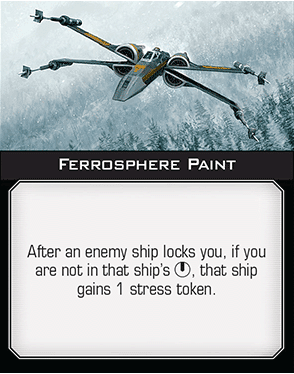 FERROSPHERE PAINT
After an enemy ship locks you, if you
are not in that ship's , that ship
gains 1 stress token.